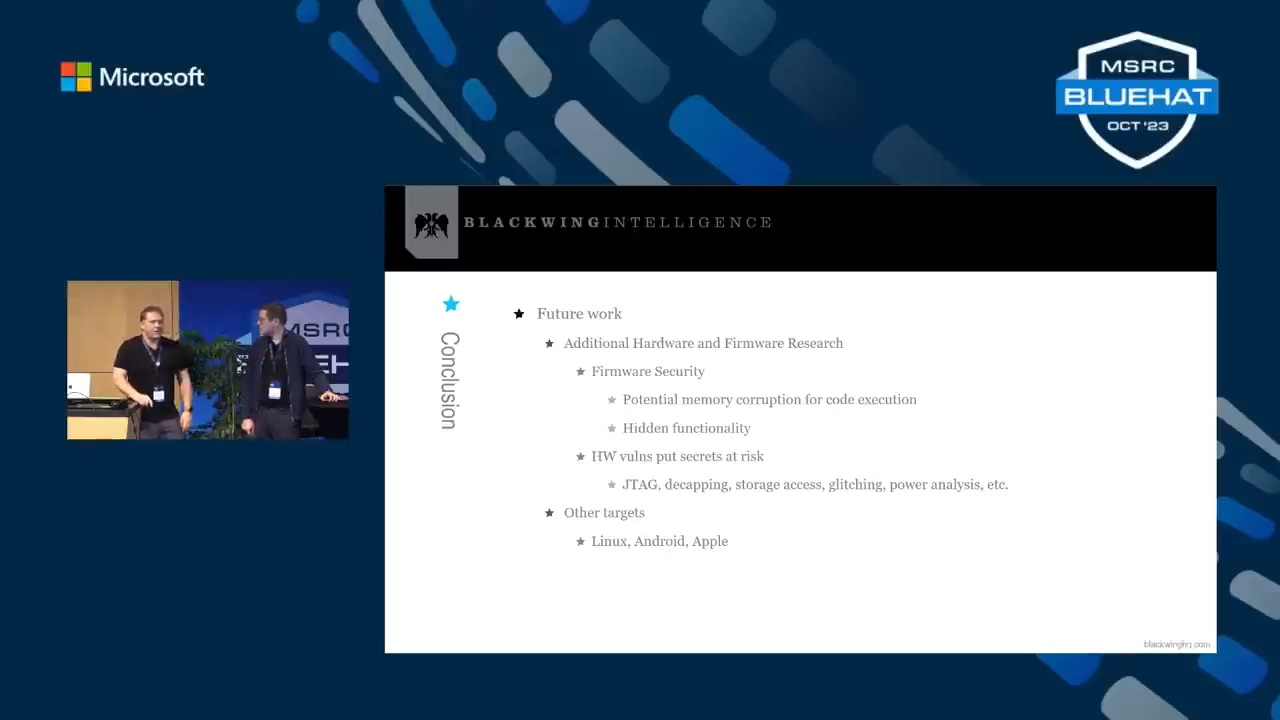 Microsoft
MSRC
BLUEHAT
OCT '23
BLACKWINGINTELLIGENCE
Conclusion
Future work
Additional Hardware and Firmware Research
Firmware Security
Potential memory corruption for code execution
Hidden functionality
HW vulns put secrets at risk
JTAG, decapping, storage access, glitching, power analysis, etc.
Other targets
Linux, Android, Apple
MSRC